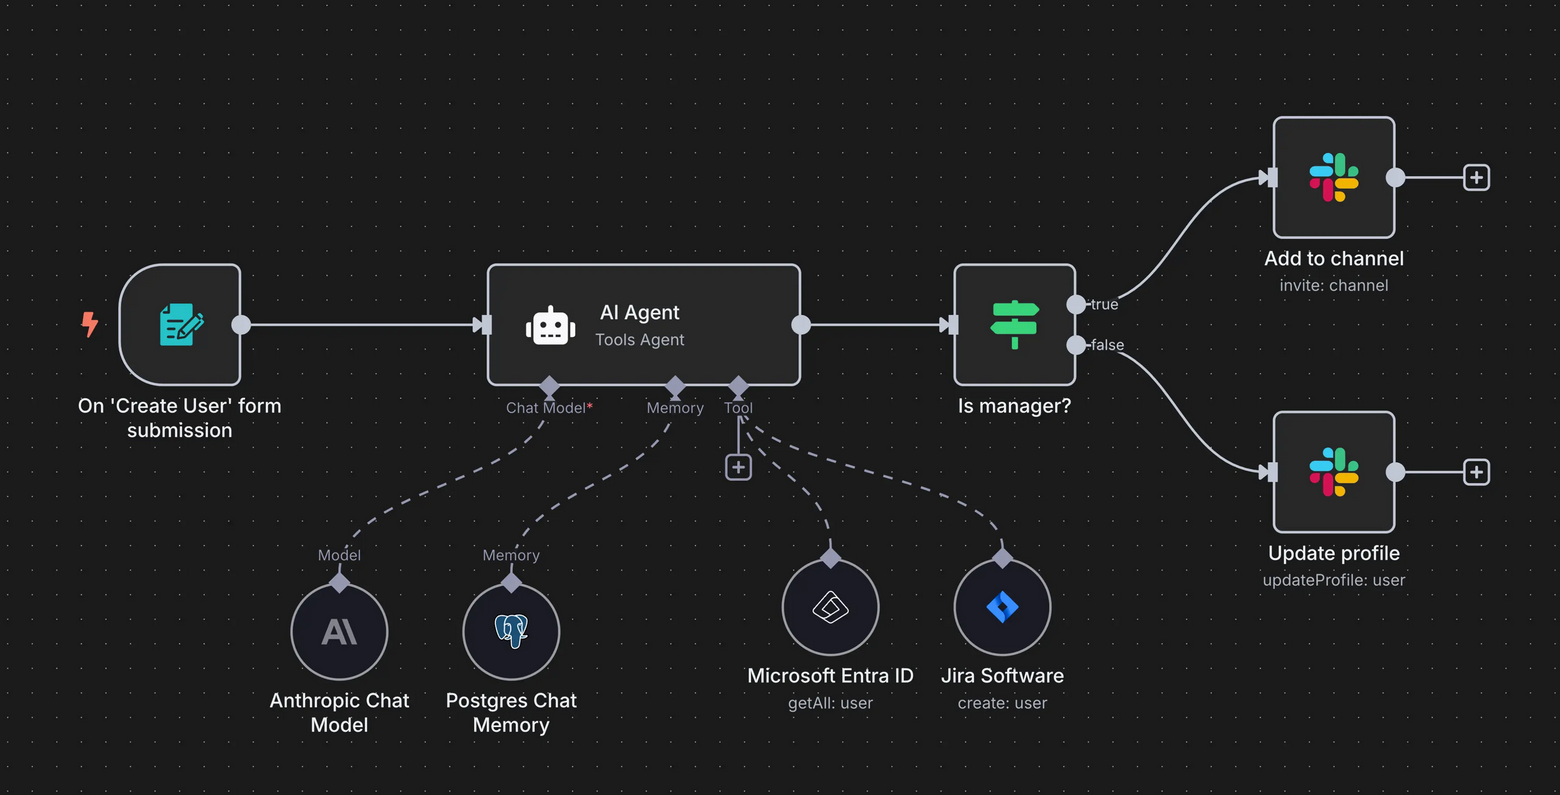 On 'Create User' form
submission
AI Agent
Tools Agent
Chat Model*
Memory
Tool
Is manager?
true
false
Add to channel
invite: channel
Update profile
updateProfile: user
Model
Memory
Anthropic Chat
Model
Postgres Chat
Memory
Microsoft Entra ID
getAll: user
Jira Software
create: user